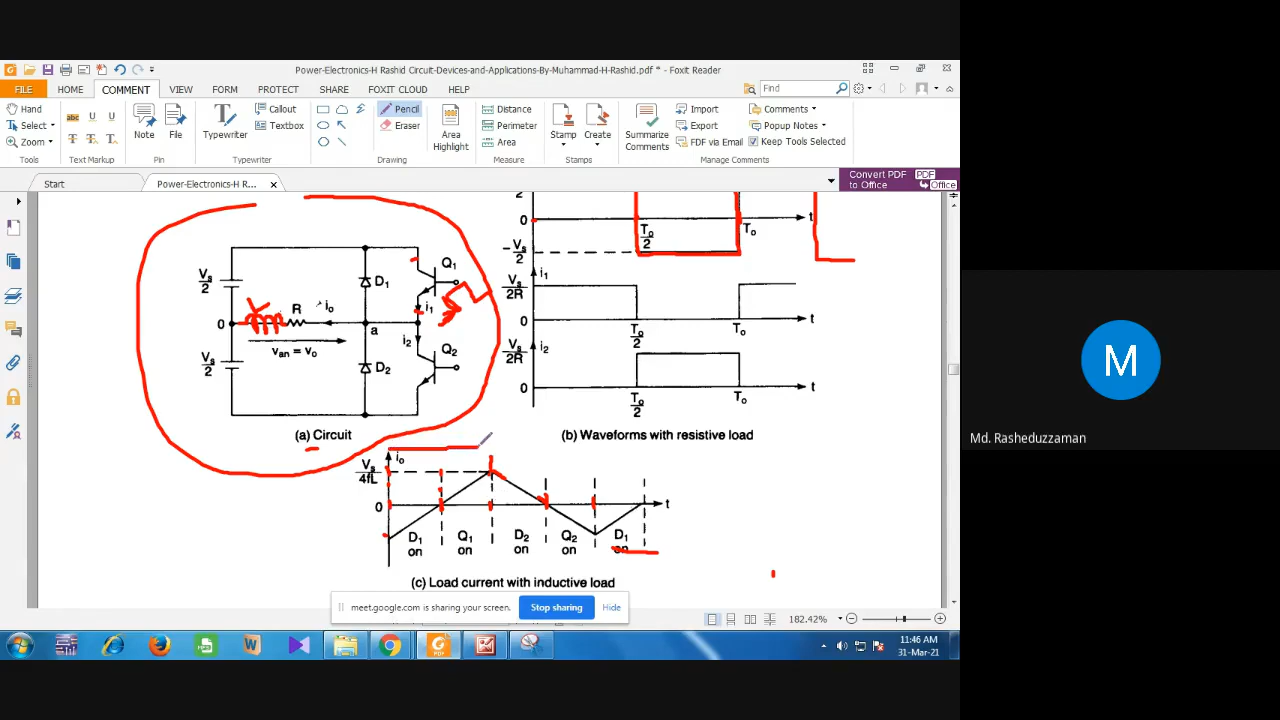 Power-Electronics-H Rashid Circuit-Devices-and-Applications-By-Muhammad-H-Rashid.pdf * - Foxit Reader
FILE HOME COMMENT VIEW FORM PROTECT SHARE FOXIT CLOUD HELP
Find
Hand
Select
Zoom
Tools
Text Markup
Note
File
Pin
Typewriter
Callout
Textbox
Typewriter
Pencil
Eraser
Drawing
Area Highlight
Distance
Perimeter
Area
Measure
Stamp
Create
Stamps
Summarize Comments
Import
Export
FDF via Email
Comments
Popup Notes
Keep Tools Selected
Manage Comments
Start
Power-Electronics-H R...
Convert PDF to Office
PDF
Office
Vs/2
0
Vs/2
R
io
van = vo
a
D1
D2
Q1
i1
i2
Q2
(a) Circuit
2
0
-Vs/2
To/2
To
t
Vs/2R
i1
0
To/2
To
t
Vs/2R
i2
0
To/2
To
t
(b) Waveforms with resistive load
Vs/4fL
io
0
t
D1 on
Q1 on
D2 on
Q2 on
D1 on
(c) Load current with inductive load
meet.google.com is sharing your screen.
Stop sharing
Hide
182.42%
11:46 AM
31-Mar-21
M
Md. Rasheduzzaman